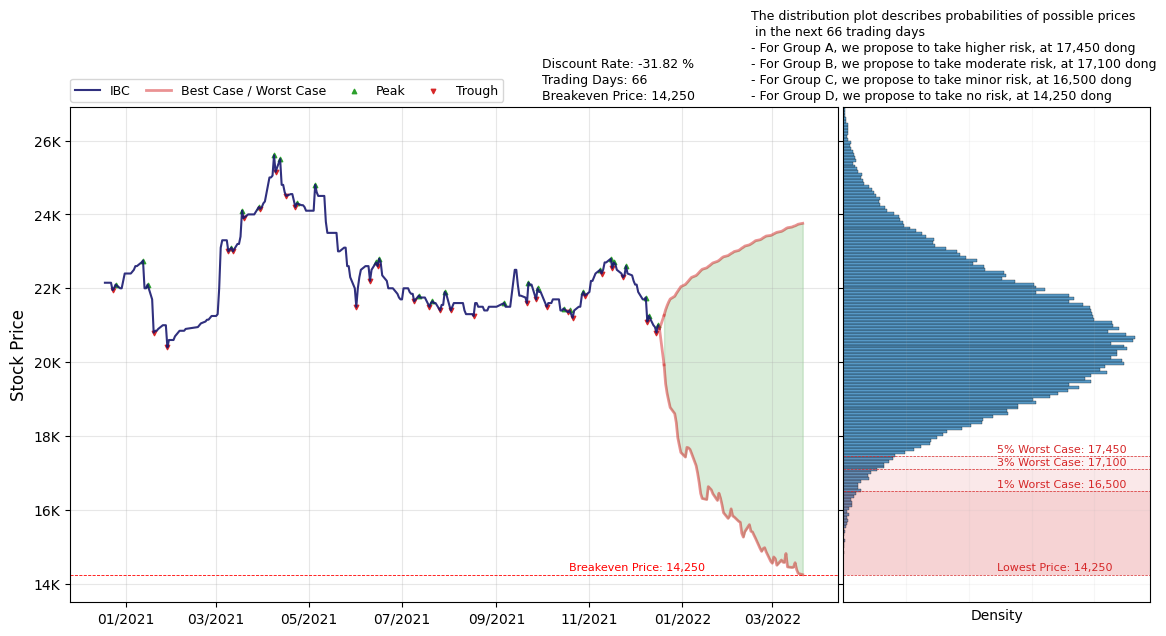 The distribution plot describes probabilities of possible prices
in the next 66 trading days
- For Group A, we propose to take higher risk, at 17,450 dong
- For Group B, we propose to take moderate risk, at 17,100 dong
- For Group C, we propose to take minor risk, at 16,500 dong
- For Group D, we propose to take no risk, at 14,250 dong
Discount Rate: -31.82 %
Trading Days: 66
Breakeven Price: 14,250
IBC Best Case / Worst Case Peak Trough
Stock Price
26K
24K
22K
20K
18K
16K
14K
Breakeven Price: 14,250
01/2021 03/2021 05/2021 07/2021 09/2021 11/2021 01/2022 03/2022
5% Worst Case: 17,450
3% Worst Case: 17,100
1% Worst Case: 16,500
Lowest Price: 14,250
Density